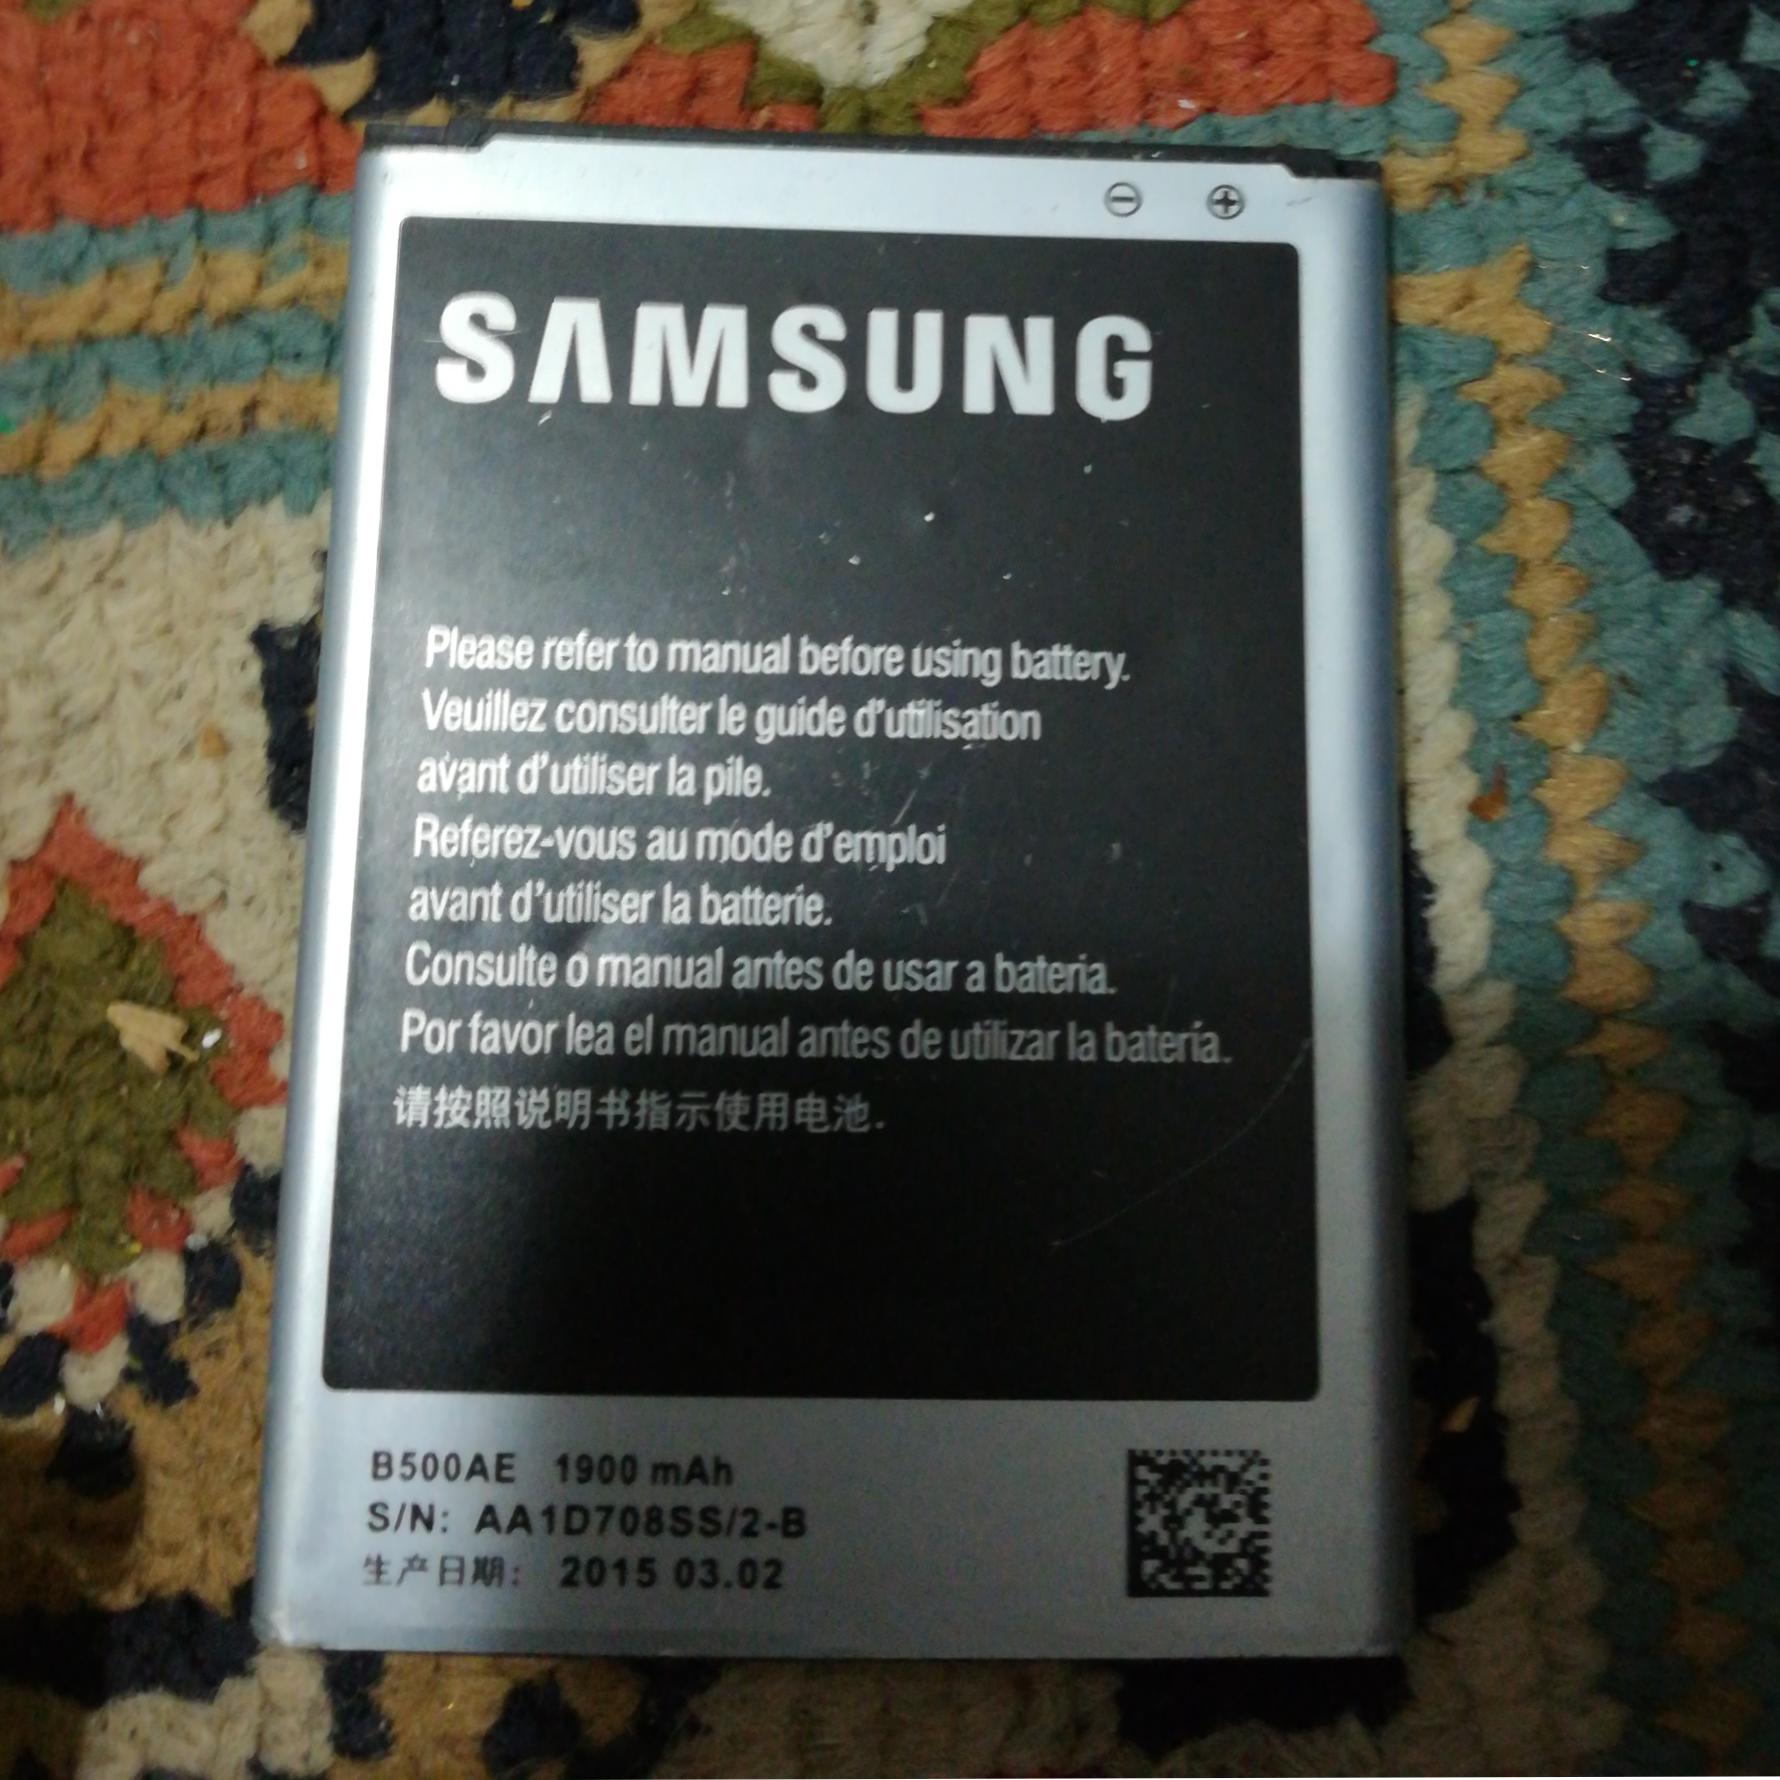 SAMSUNG
Please refer to manual before using battery.
Veuillez consulter le guide d'utilisation
avant d'utiliser la pile.
Referez-vous au mode d'emploi
avant d'utiliser la batterie.
Consulte o manual antes de usar a bateria.
Por favor lea el manual antes de utilizar la batería.
请按照说明书指示使用电池.
B500AE 1900 mAh
S/N: AA1D708SS/2-B
生产日期: 2015 03.02